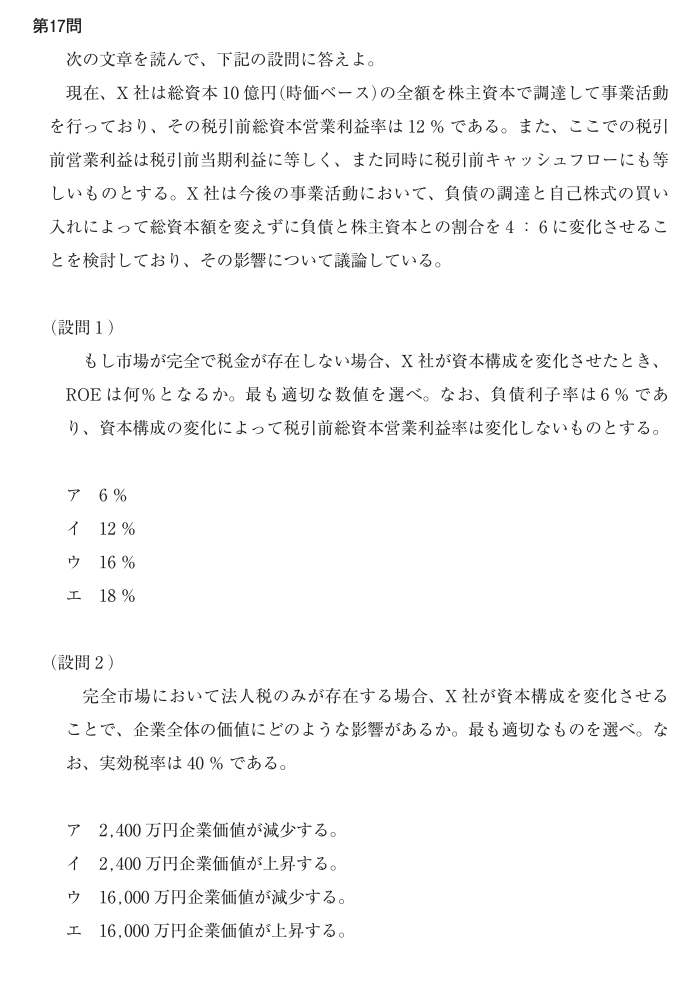 第17問
次の文章を読んで、下記の設問に答えよ。
現在、X 社は総資本 10 億円(時価ベース)の全額を株主資本で調達して事業活動
を行っており、その税引前総資本営業利益率は 12 % である。また、ここでの税引
前営業利益は税引前当期利益に等しく、また同時に税引前キャッシュフローにも等
しいものとする。X 社は今後の事業活動において、負債の調達と自己株式の買い
入れによって総資本額を変えずに負債と株主資本との割合を 4 : 6 に変化させるこ
とを検討しており、その影響について議論している。
(設問 1 )
もし市場が完全で税金が存在しない場合、X 社が資本構成を変化させたとき、
ROE は何%となるか。最も適切な数値を選べ。なお、負債利子率は 6 % であ
り、資本構成の変化によって税引前総資本営業利益率は変化しないものとする。
ア 6 %
イ 12 %
ウ 16 %
エ 18 %
(設問 2 )
完全市場において法人税のみが存在する場合、X 社が資本構成を変化させる
ことで、企業全体の価値にどのような影響があるか。最も適切なものを選べ。な
お、実効税率は 40 % である。
ア 2,400 万円企業価値が減少する。
イ 2,400 万円企業価値が上昇する。
ウ 16,000 万円企業価値が減少する。
エ 16,000 万円企業価値が上昇する。